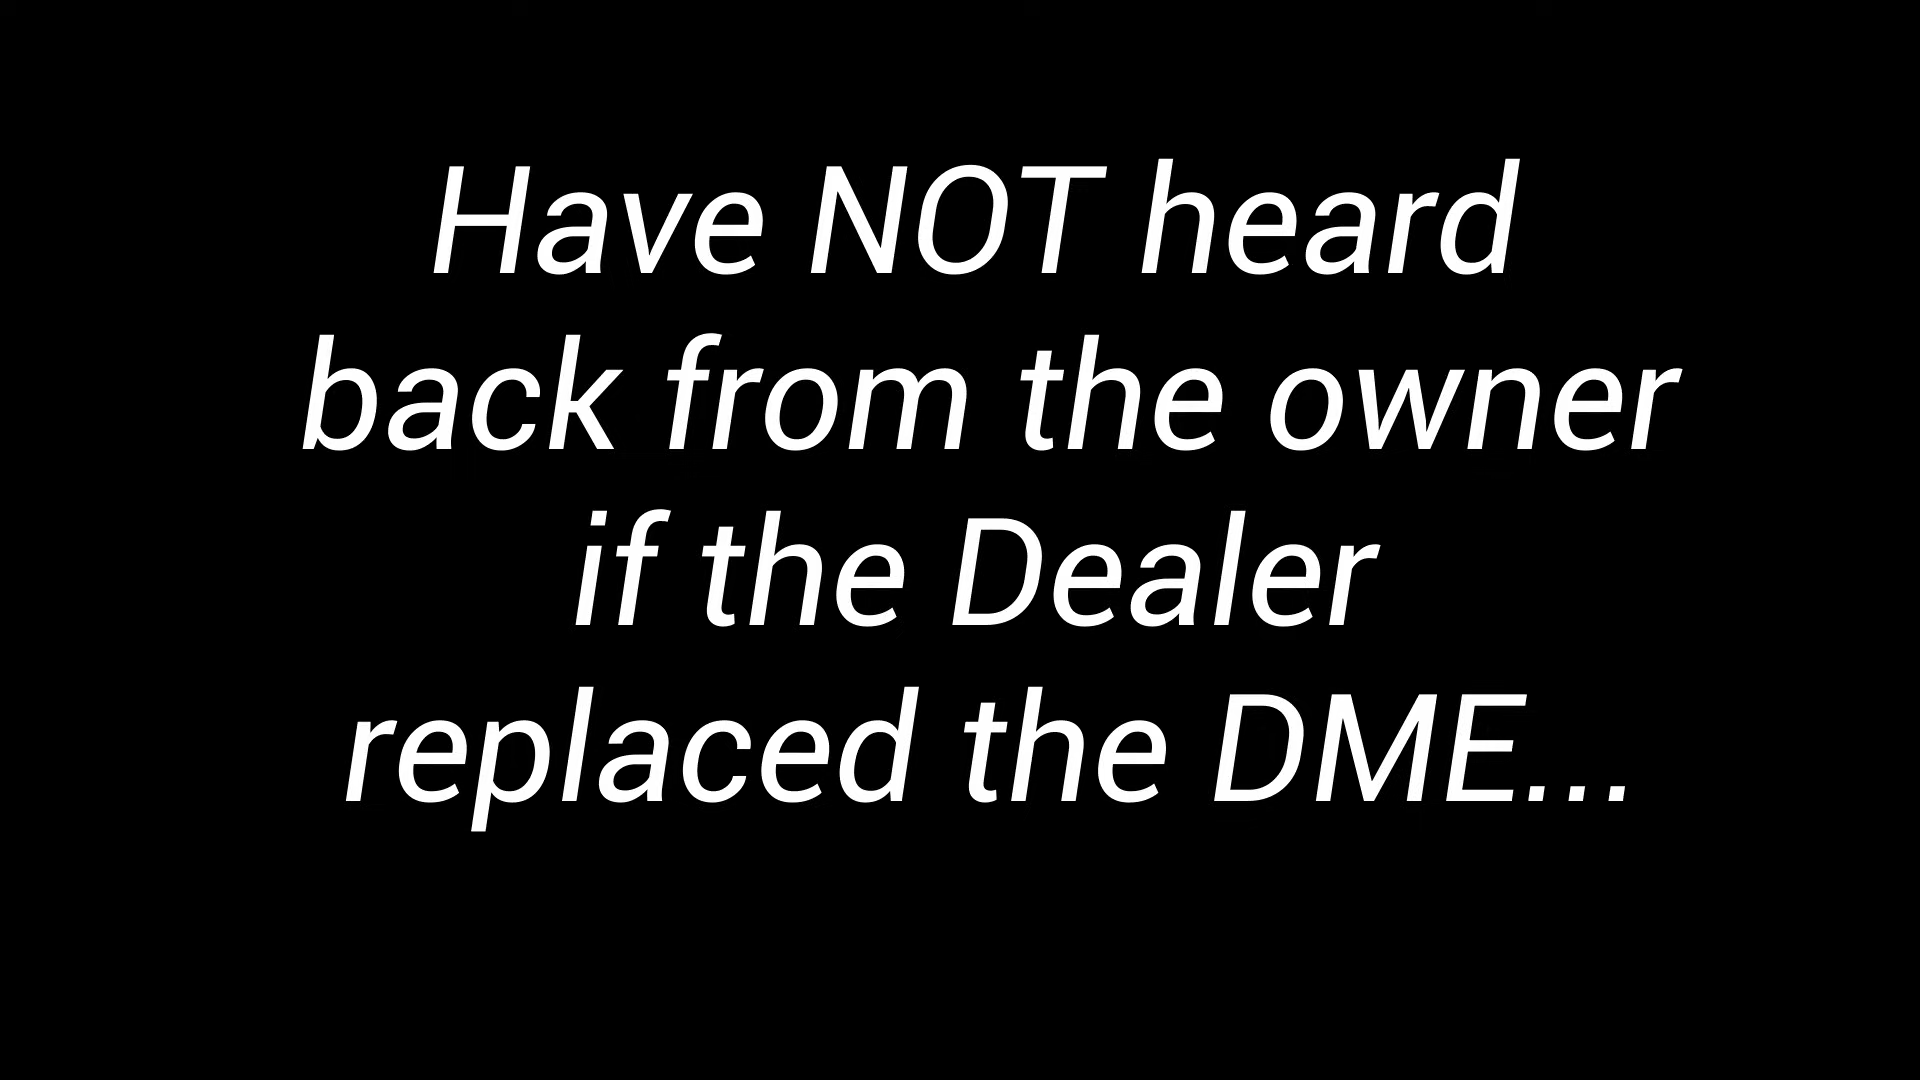 Have NOT heard
back from the owner
if the Dealer
replaced the DME...